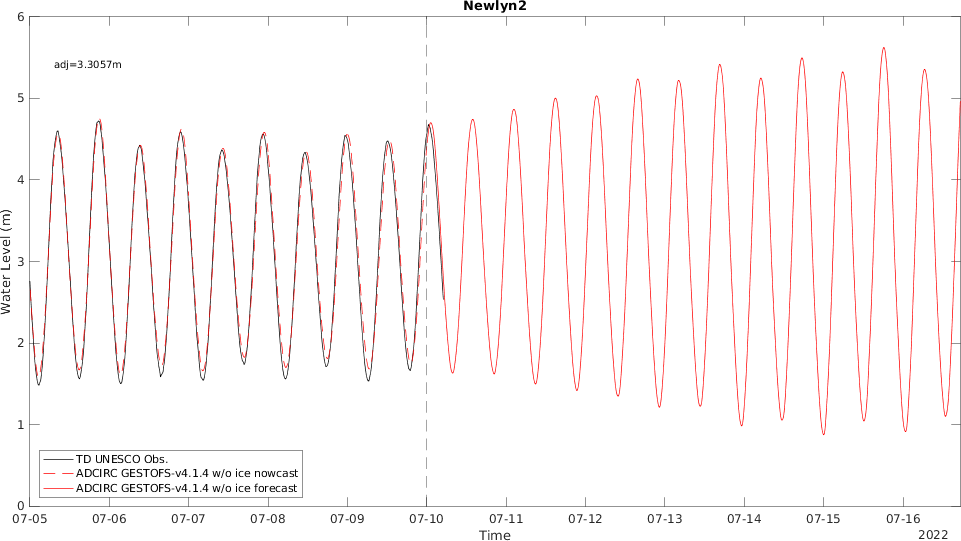 Newlyn2
6
5
4
3
2
1
0
Water Level (m)
adj=3.3057m
TD UNESCO Obs.
ADCIRC GESTOFS-v4.1.4 w/o ice nowcast
ADCIRC GESTOFS-v4.1.4 w/o ice forecast
07-05 07-06 07-07 07-08 07-09 07-10 07-11 07-12 07-13 07-14 07-15 07-16
Time
2022